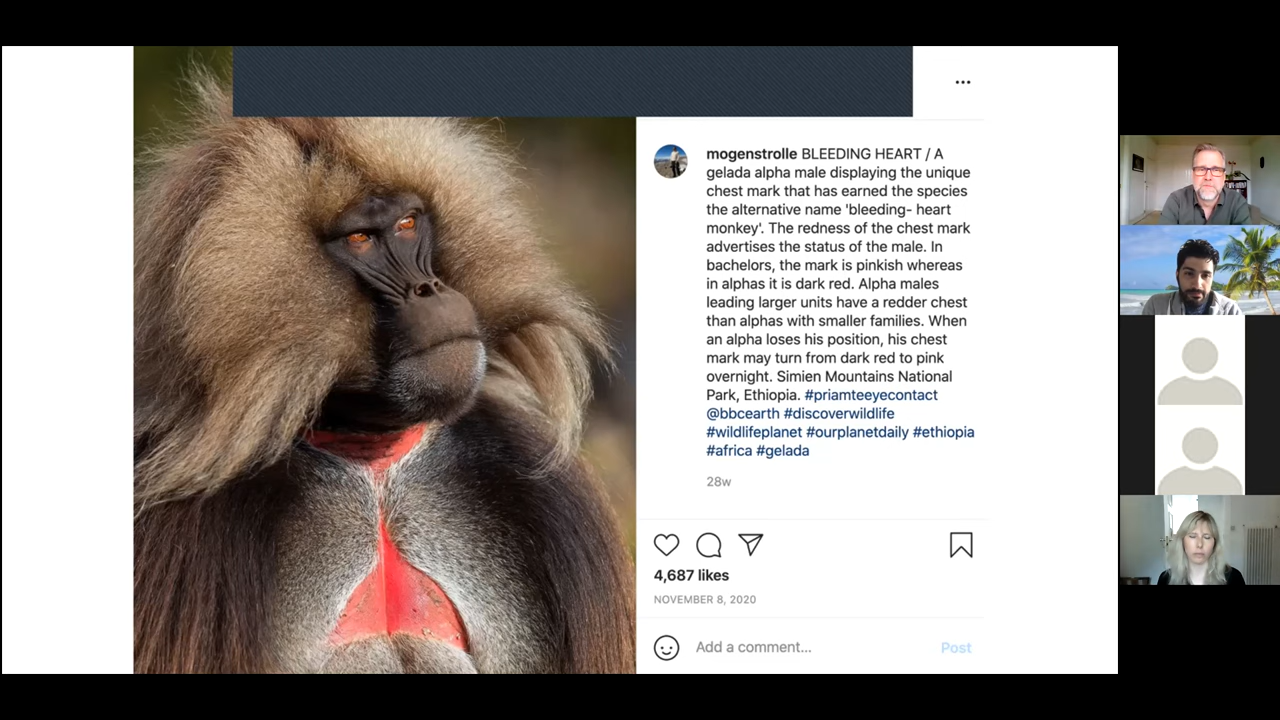 mogenstrolle BLEEDING HEART / A
gelada alpha male displaying the unique
chest mark that has earned the species
the alternative name 'bleeding- heart
monkey'. The redness of the chest mark
advertises the status of the male. In
bachelors, the mark is pinkish whereas
in alphas it is dark red. Alpha males
leading larger units have a redder chest
than alphas with smaller families. When
an alpha loses his position, his chest
mark may turn from dark red to pink
overnight. Simien Mountains National
Park, Ethiopia. #priamteeyecontact
@bbcearth #discoverwildlife
#wildlifeplanet #ourplanetdaily #ethiopia
#africa #gelada
28w
4,687 likes
NOVEMBER 8, 2020
Add a comment... Post